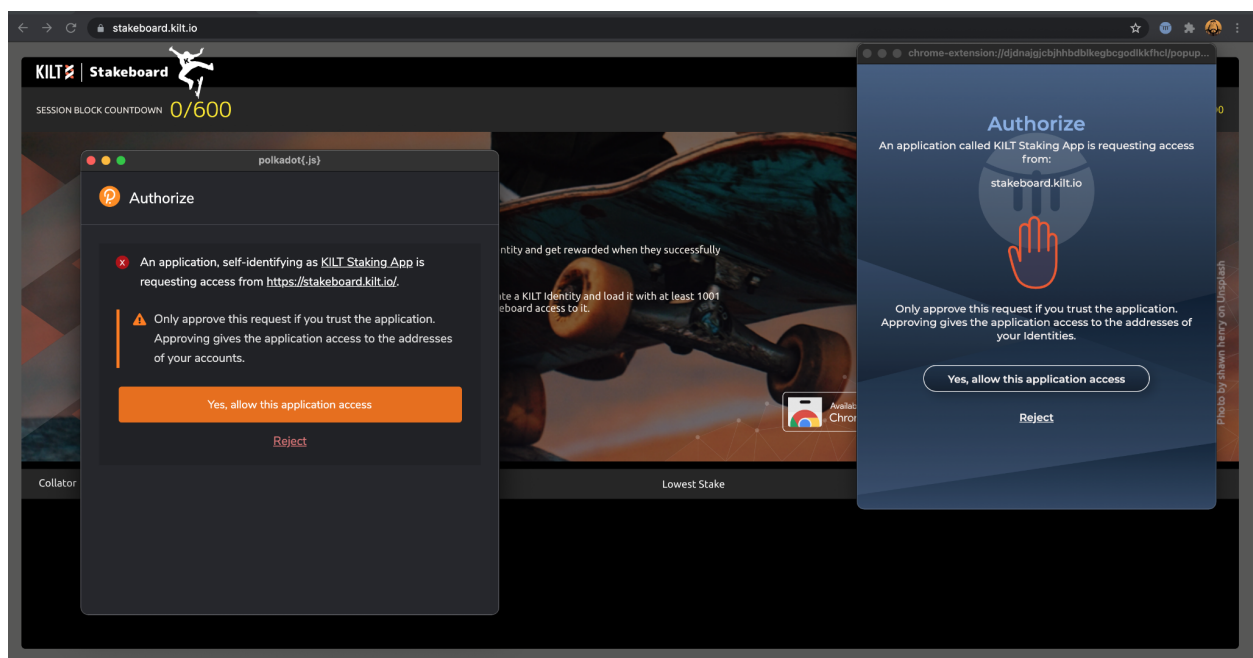 stakeboard.kilt.io
KILT Stakeboard
SESSION BLOCK COUNTDOWN 0/600
polkadot{.js}
Authorize
An application, self-identifying as KILT Staking App is
requesting access from https://stakeboard.kilt.io/.
Only approve this request if you trust the application.
Approving gives the application access to the addresses
of your accounts.
Yes, allow this application access
Reject
ntity and get rewarded when they successfully
te a KILT Identity and load it with at least 1001
eboard access to it.
Chro
Collator
Lowest Stake
chrome-extension://djdnajgjcbjhhbdblkegbcgodlkkfhcl/popup...
Authorize
An application called KILT Staking App is requesting access
from:
stakeboard.kilt.io
Only approve this request if you trust the application.
Approving gives the application access to the addresses of
your Identities.
Yes, allow this application access
Reject
Photo by shawn henry on Unsplash